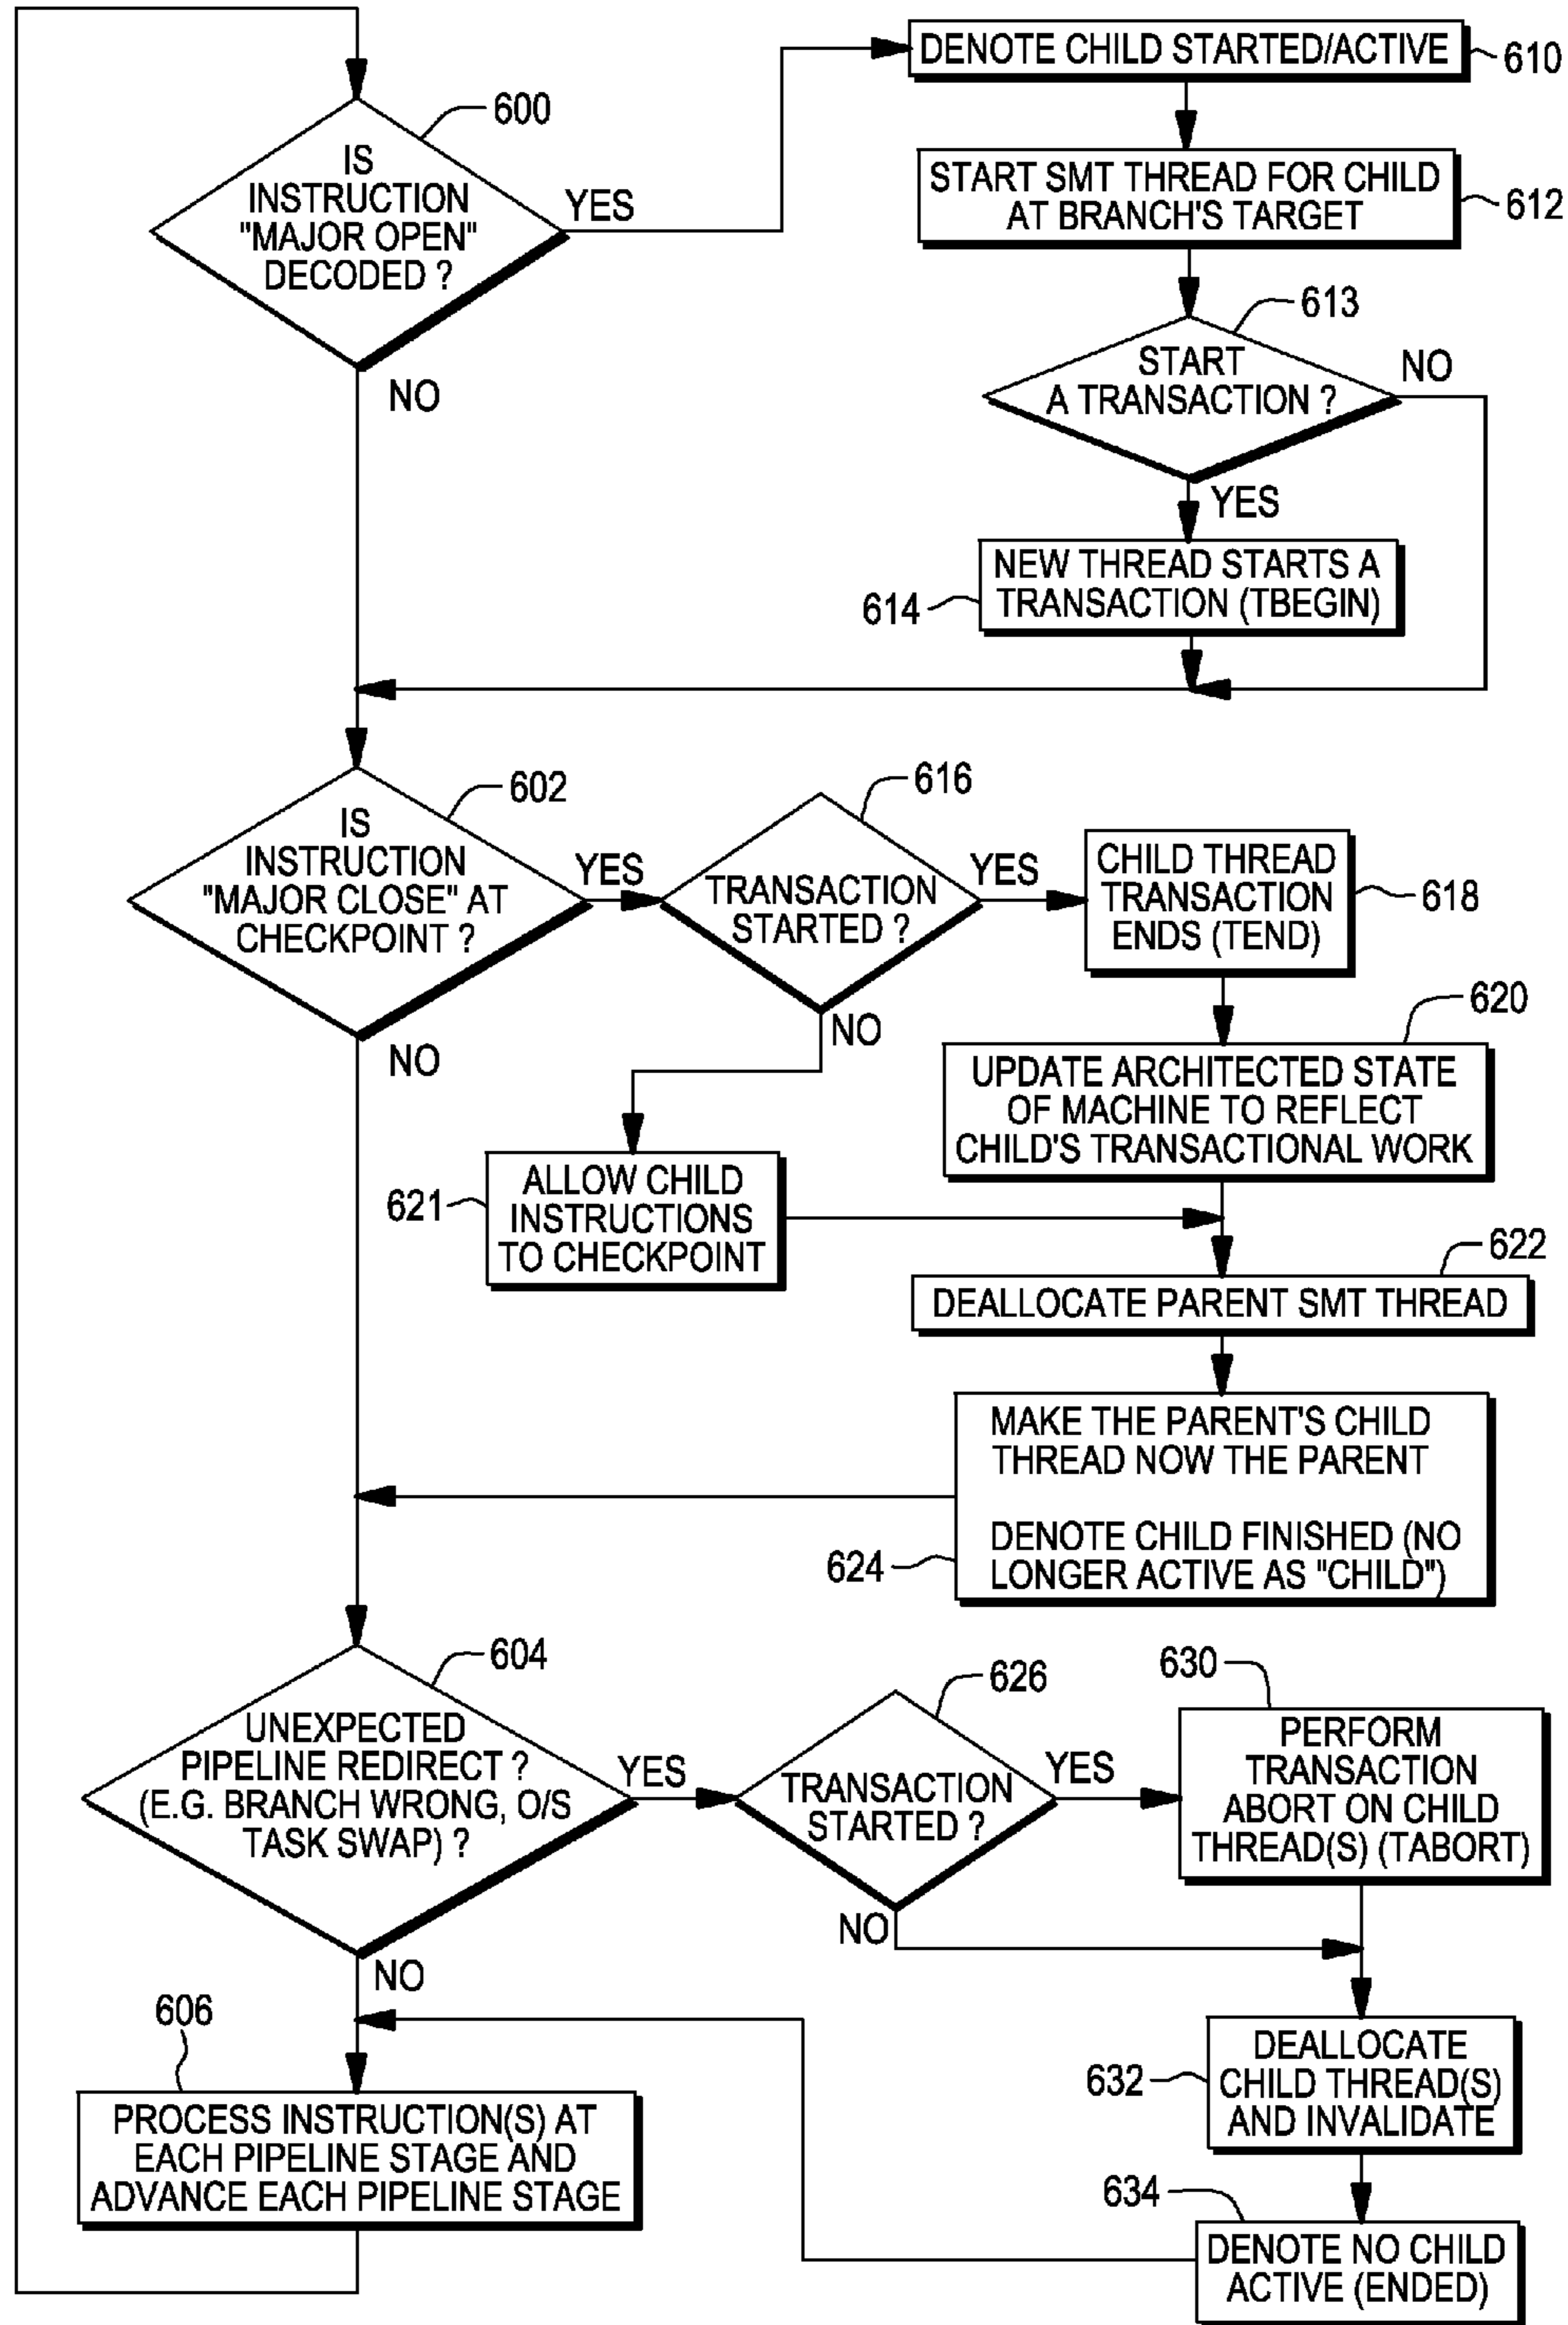 600
IS
INSTRUCTION
"MAJOR OPEN"
DECODED ?
YES
NO
DENOTE CHILD STARTED/ACTIVE
610
START SMT THREAD FOR CHILD
AT BRANCH'S TARGET
612
613
START
A TRANSACTION ?
NO
YES
NEW THREAD STARTS A
TRANSACTION (TBEGIN)
614
602
IS
INSTRUCTION
"MAJOR CLOSE" AT
CHECKPOINT ?
YES
NO
616
TRANSACTION
STARTED ?
YES
NO
CHILD THREAD
TRANSACTION
ENDS (TEND)
618
620
UPDATE ARCHITECTED STATE
OF MACHINE TO REFLECT
CHILD'S TRANSACTIONAL WORK
621
ALLOW CHILD
INSTRUCTIONS
TO CHECKPOINT
622
DEALLOCATE PARENT SMT THREAD
MAKE THE PARENT'S CHILD
THREAD NOW THE PARENT
DENOTE CHILD FINISHED (NO
LONGER ACTIVE AS "CHILD")
624
604
UNEXPECTED
PIPELINE REDIRECT ?
(E.G. BRANCH WRONG, O/S
TASK SWAP) ?
YES
NO
626
TRANSACTION
STARTED ?
YES
NO
630
PERFORM
TRANSACTION
ABORT ON CHILD
THREAD(S) (TABORT)
606
PROCESS INSTRUCTION(S) AT
EACH PIPELINE STAGE AND
ADVANCE EACH PIPELINE STAGE
632
DEALLOCATE
CHILD THREAD(S)
AND INVALIDATE
634
DENOTE NO CHILD
ACTIVE (ENDED)